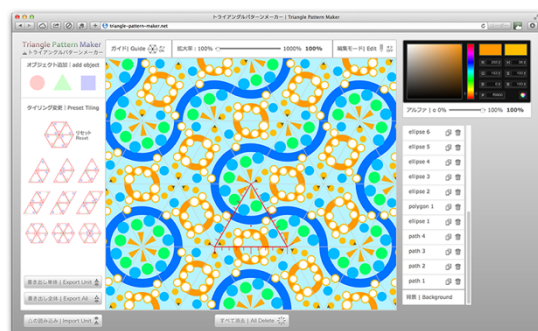 トライアングルパターンメーカー | Triangle Pattern Maker
triangle-pattern-maker.net
Triangle Pattern Maker
トライアングルパターンメーカー
ガイド | Guide
拡大率 : 100%
1000% 100%
編集モード | Edit
オブジェクト追加 | add object
タイリング変更 | Preset Tiling
リセット
Reset
アルファ | α 0%
100% 100%
ellipse 6
ellipse 5
ellipse 4
ellipse 3
ellipse 2
polygon 1
ellipse 1
path 4
path 3
path 2
path 1
背景 | Background
書き出し単体 | Export Unit
書き出し全体 | Export All
の読み込み | Import Unit
すべて消去 | All Delete